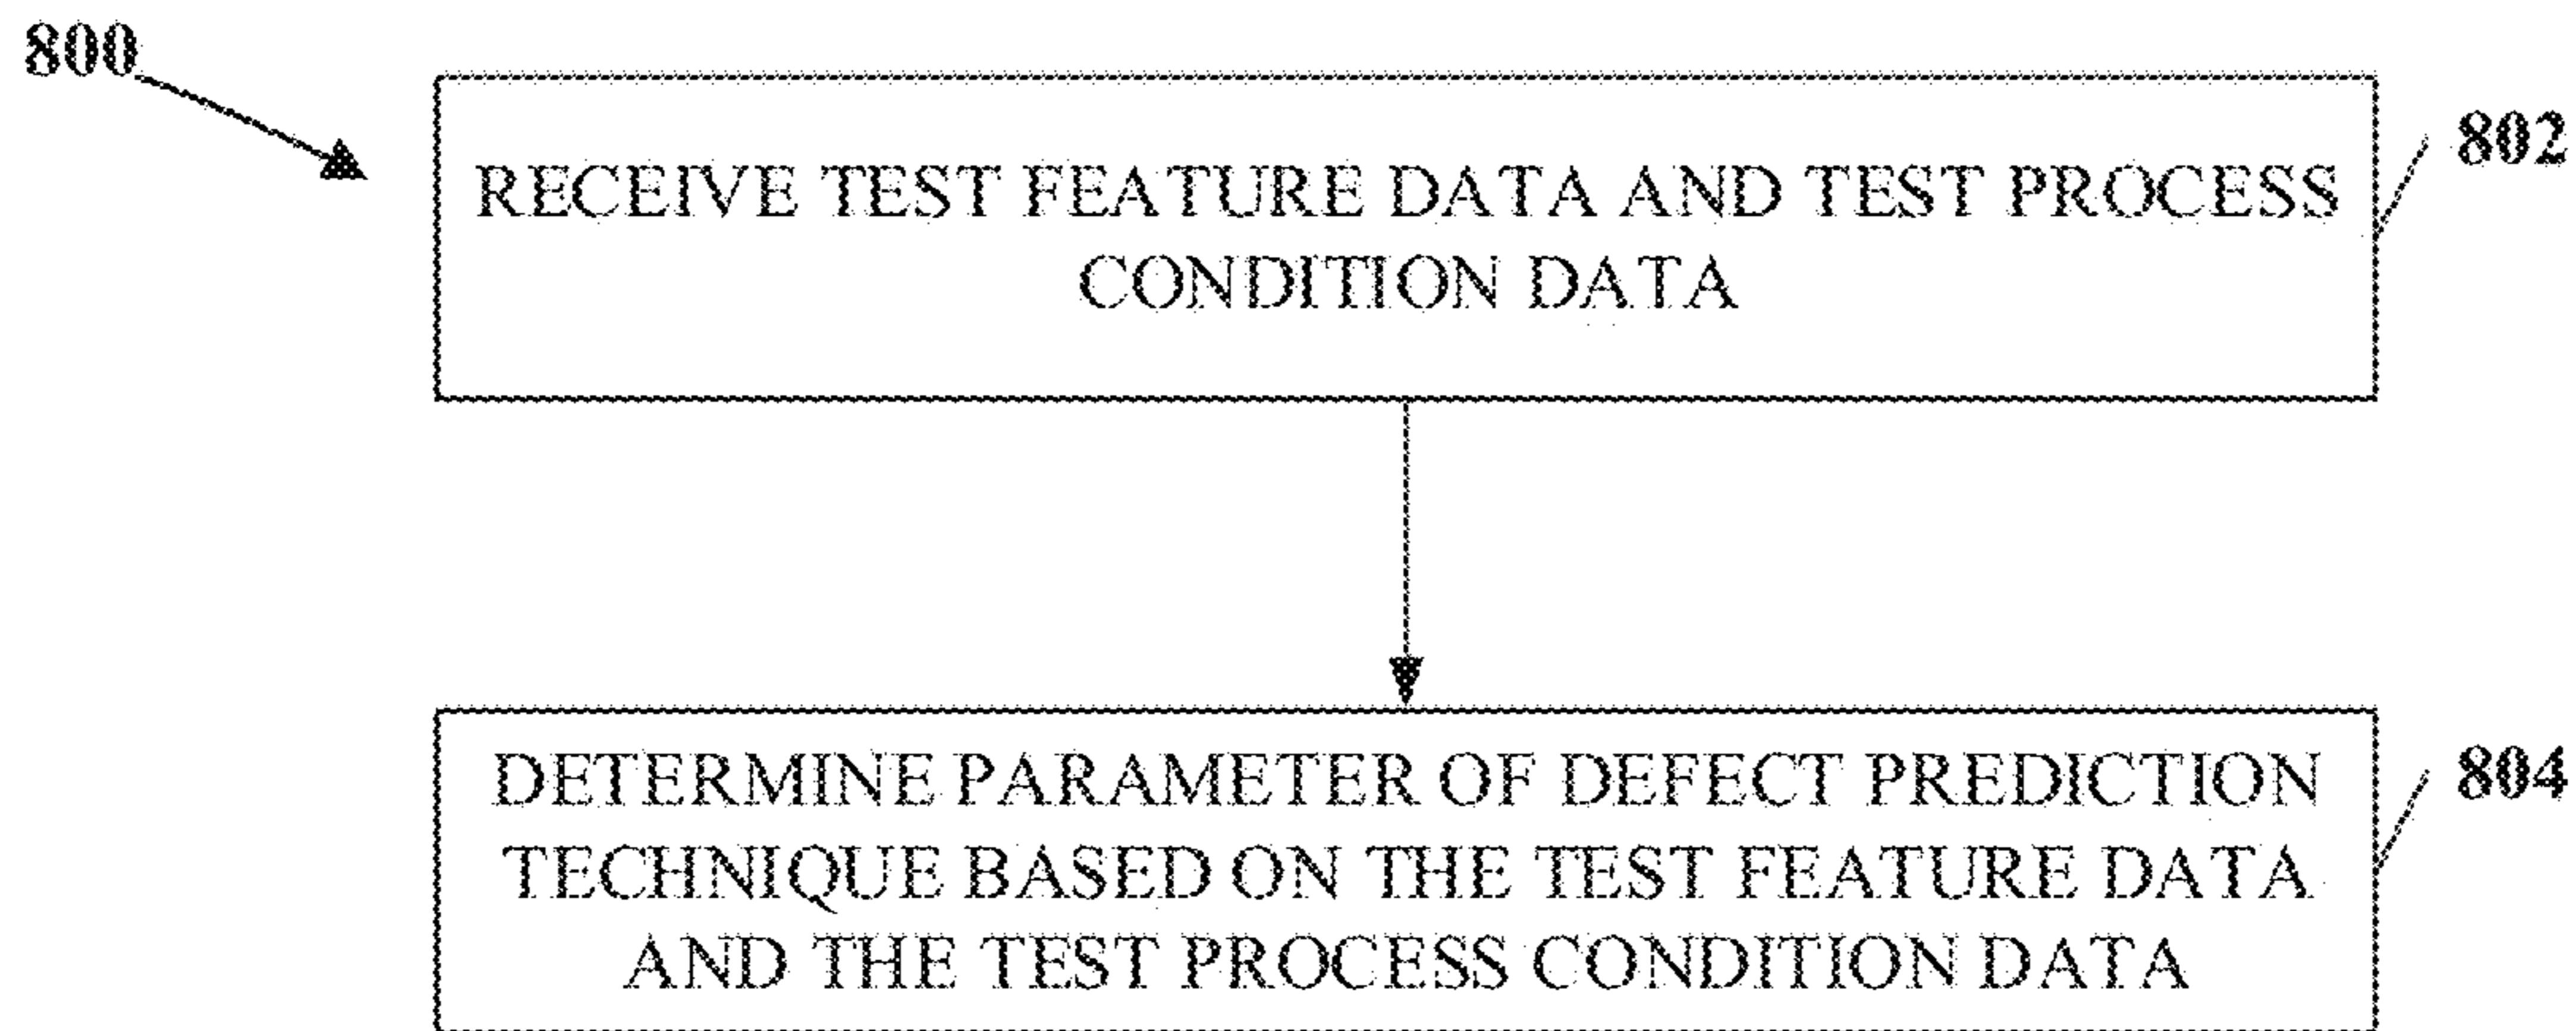 800
802
RECEIVE TEST FEATURE DATA AND TEST PROCESS
CONDITION DATA
804
DETERMINE PARAMETER OF DEFECT PREDICTION
TECHNIQUE BASED ON THE TEST FEATURE DATA
AND THE TEST PROCESS CONDITION DATA